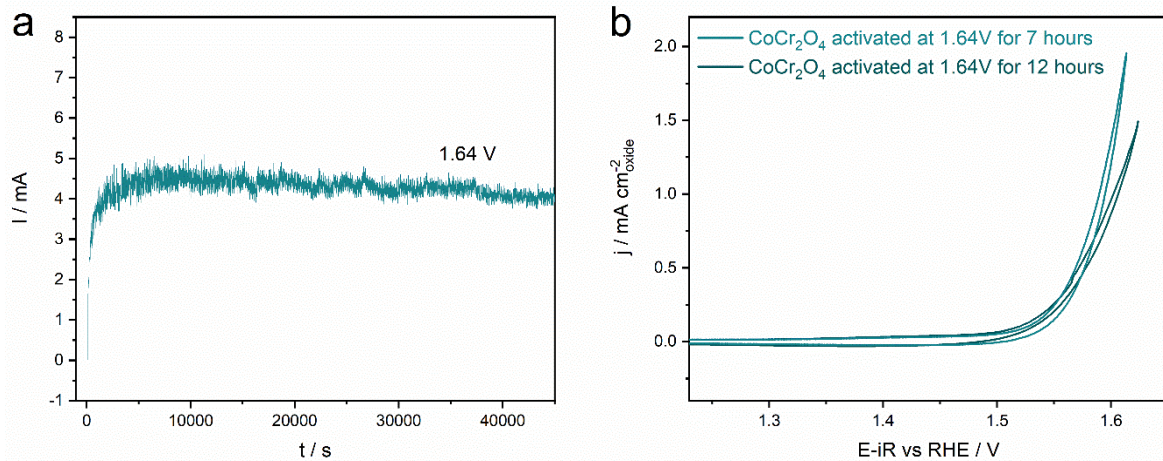 a
8
7
6
5
4
3
2
1
0
-1
I / mA
1.64 V
0
10000
20000
30000
40000
t / s
b
2.0
1.5
1.0
0.5
0.0
j / mA cm⁻²oxide
CoCr₂O₄ activated at 1.64V for 7 hours
CoCr₂O₄ activated at 1.64V for 12 hours
1.3
1.4
1.5
1.6
E-iR vs RHE / V